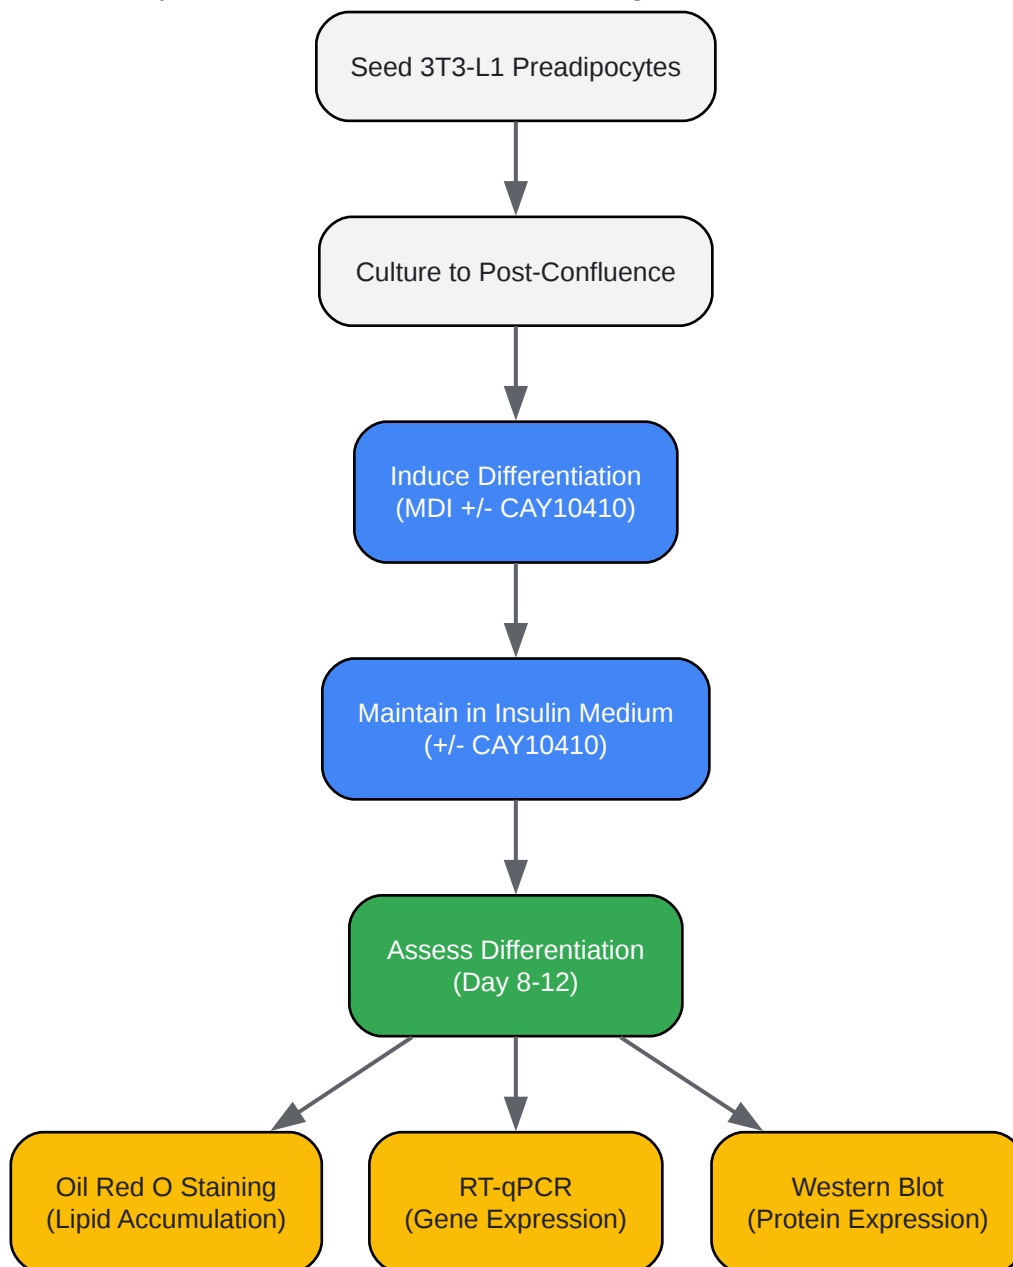 Seed 3T3-L1 Preadipocytes
Culture to Post-Confluence
Induce Differentiation
(MDI +/- CAY10410)
Maintain in Insulin Medium
(+/- CAY10410)
Assess Differentiation
(Day 8-12)
Oil Red O Staining
(Lipid Accumulation)
RT-qPCR
(Gene Expression)
Western Blot
(Protein Expression)